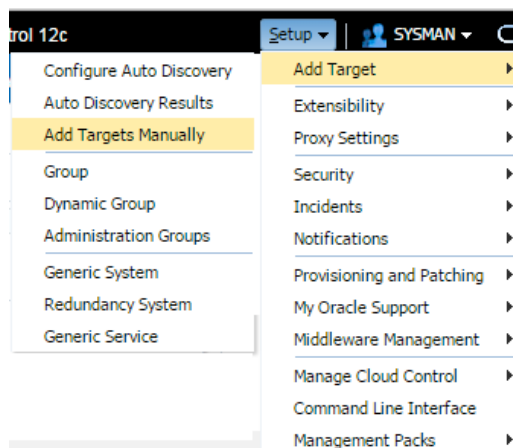 rol 12c
Setup
SYSMAN
Configure Auto Discovery
Auto Discovery Results
Add Targets Manually
Group
Dynamic Group
Administration Groups
Generic System
Redundancy System
Generic Service
Add Target
Extensibility
Proxy Settings
Security
Incidents
Notifications
Provisioning and Patching
My Oracle Support
Middleware Management
Manage Cloud Control
Command Line Interface
Management Packs